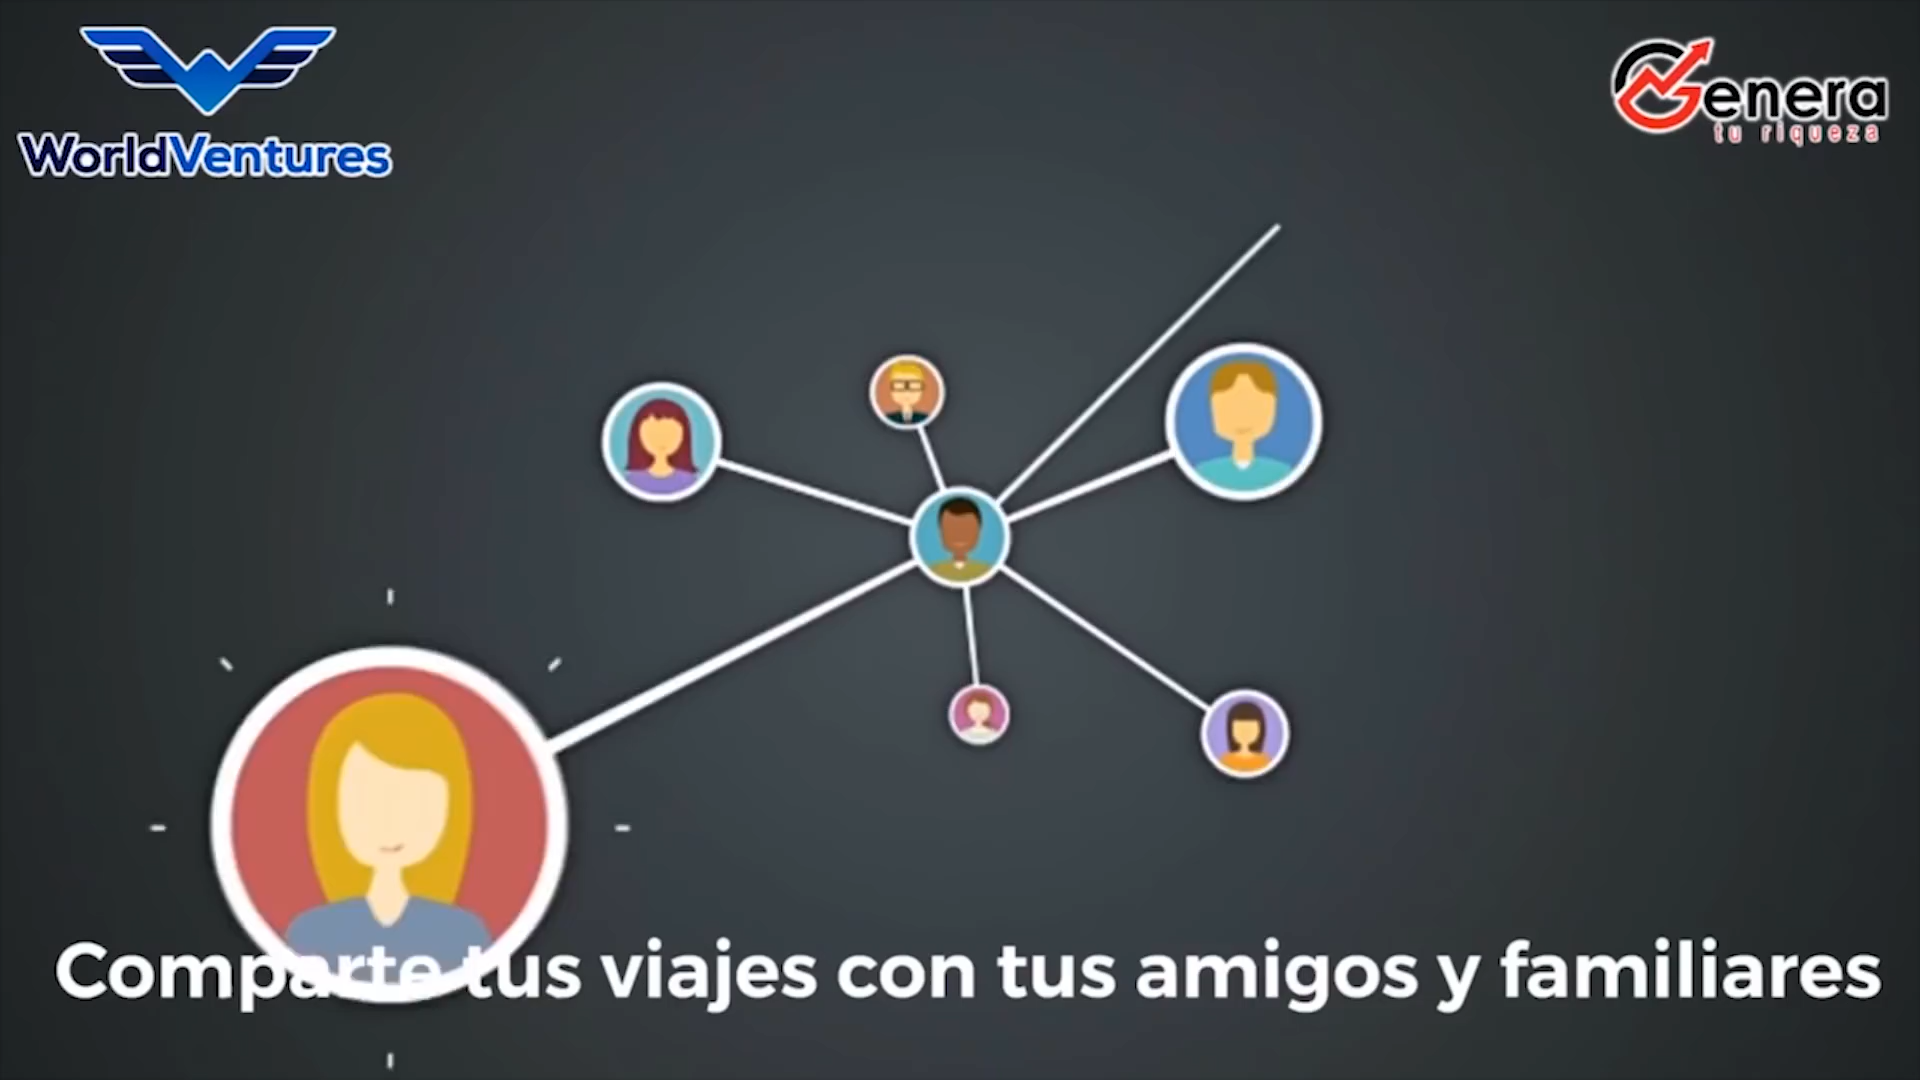 WorldVentures
Genera
tu riqueza
Comparte tus viajes con tus amigos y familiares